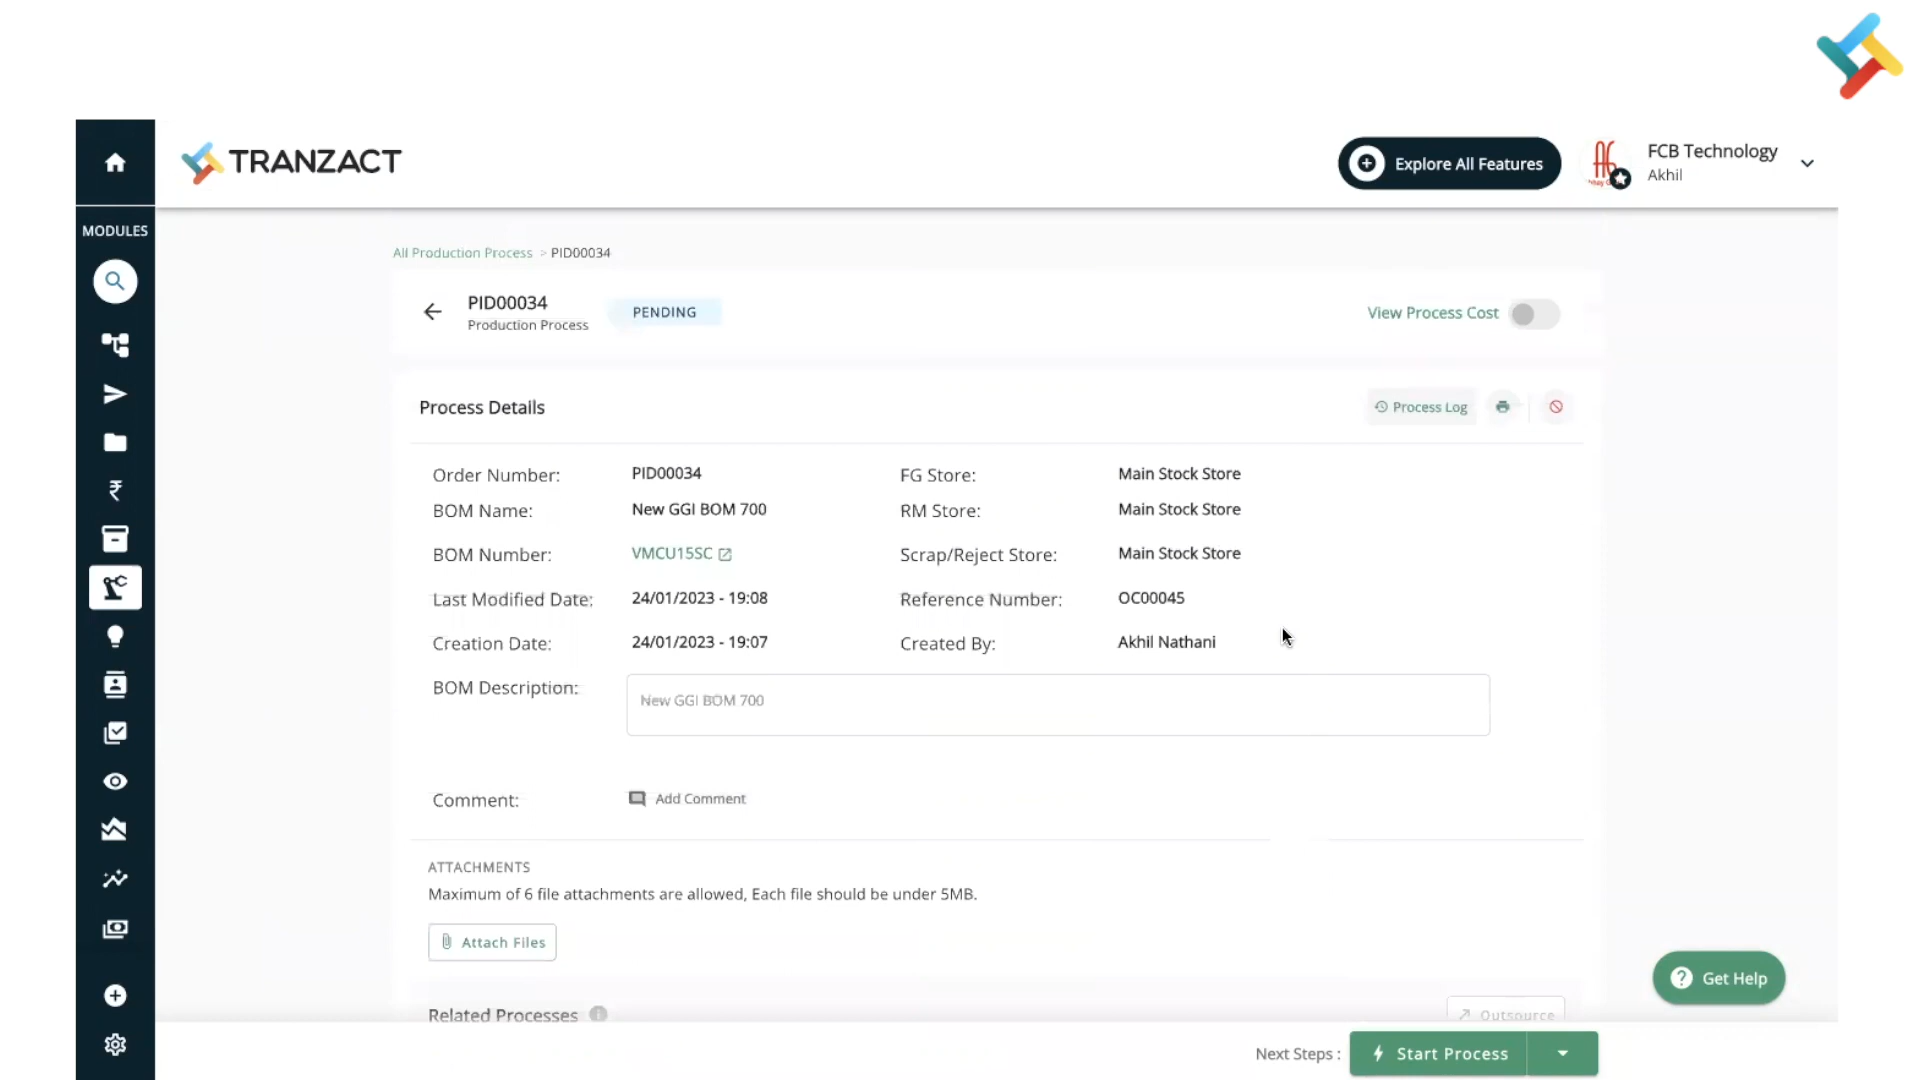 TRANZACT
Explore All Features
FCB Technology
Akhil
MODULES
All Production Process > PID00034
PID00034
Production Process
PENDING
View Process Cost
Process Details
Process Log
Order Number: PID00034 FG Store: Main Stock Store
BOM Name: New GGI BOM 700 RM Store: Main Stock Store
BOM Number: VMCU15SC Scrap/Reject Store: Main Stock Store
Last Modified Date: 24/01/2023 - 19:08 Reference Number: OC00045
Creation Date: 24/01/2023 - 19:07 Created By: Akhil Nathani
BOM Description: New GGI BOM 700
Comment: Add Comment
ATTACHMENTS
Maximum of 6 file attachments are allowed, Each file should be under 5MB.
Attach Files
Get Help
Related Processes
Outsource
Next Steps : Start Process